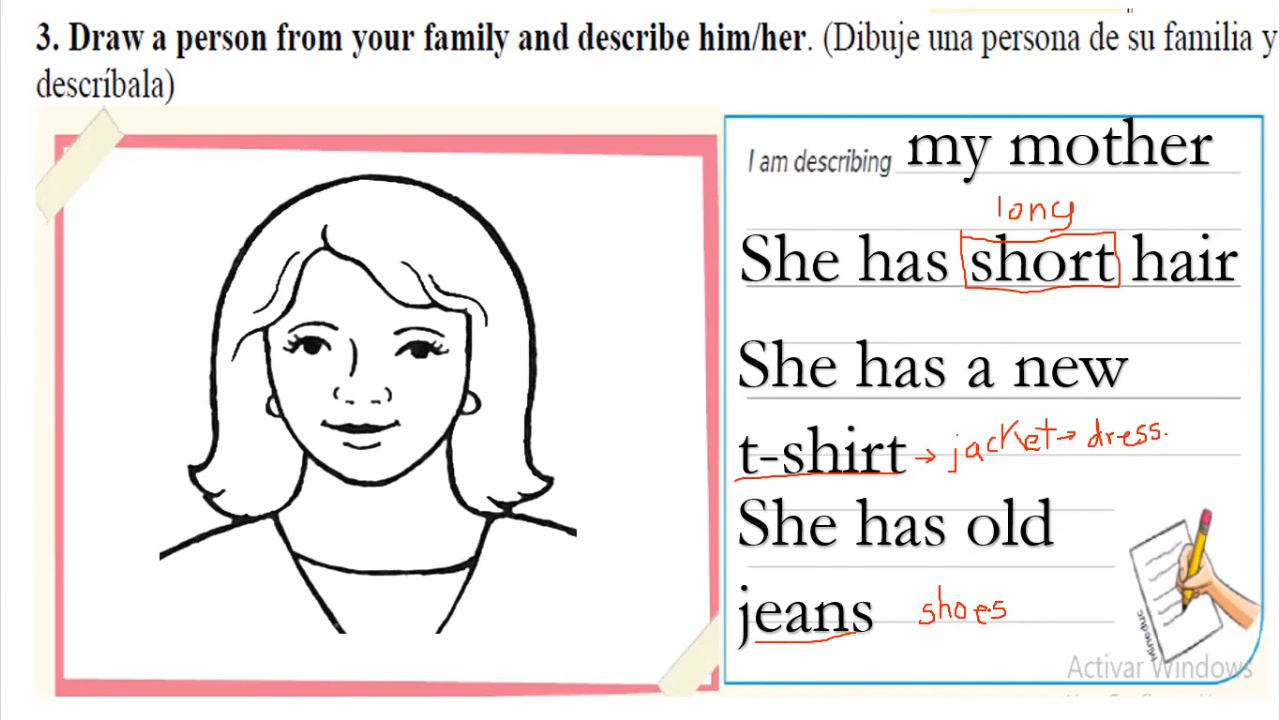 3. Draw a person from your family and describe him/her. (Dibuje una persona de su familia y
descríbala)
I am describing my mother
long
She has short hair
She has a new
t-shirt → jacket → dress.
She has old
jeans shoes
Mineduc
Activar Windows